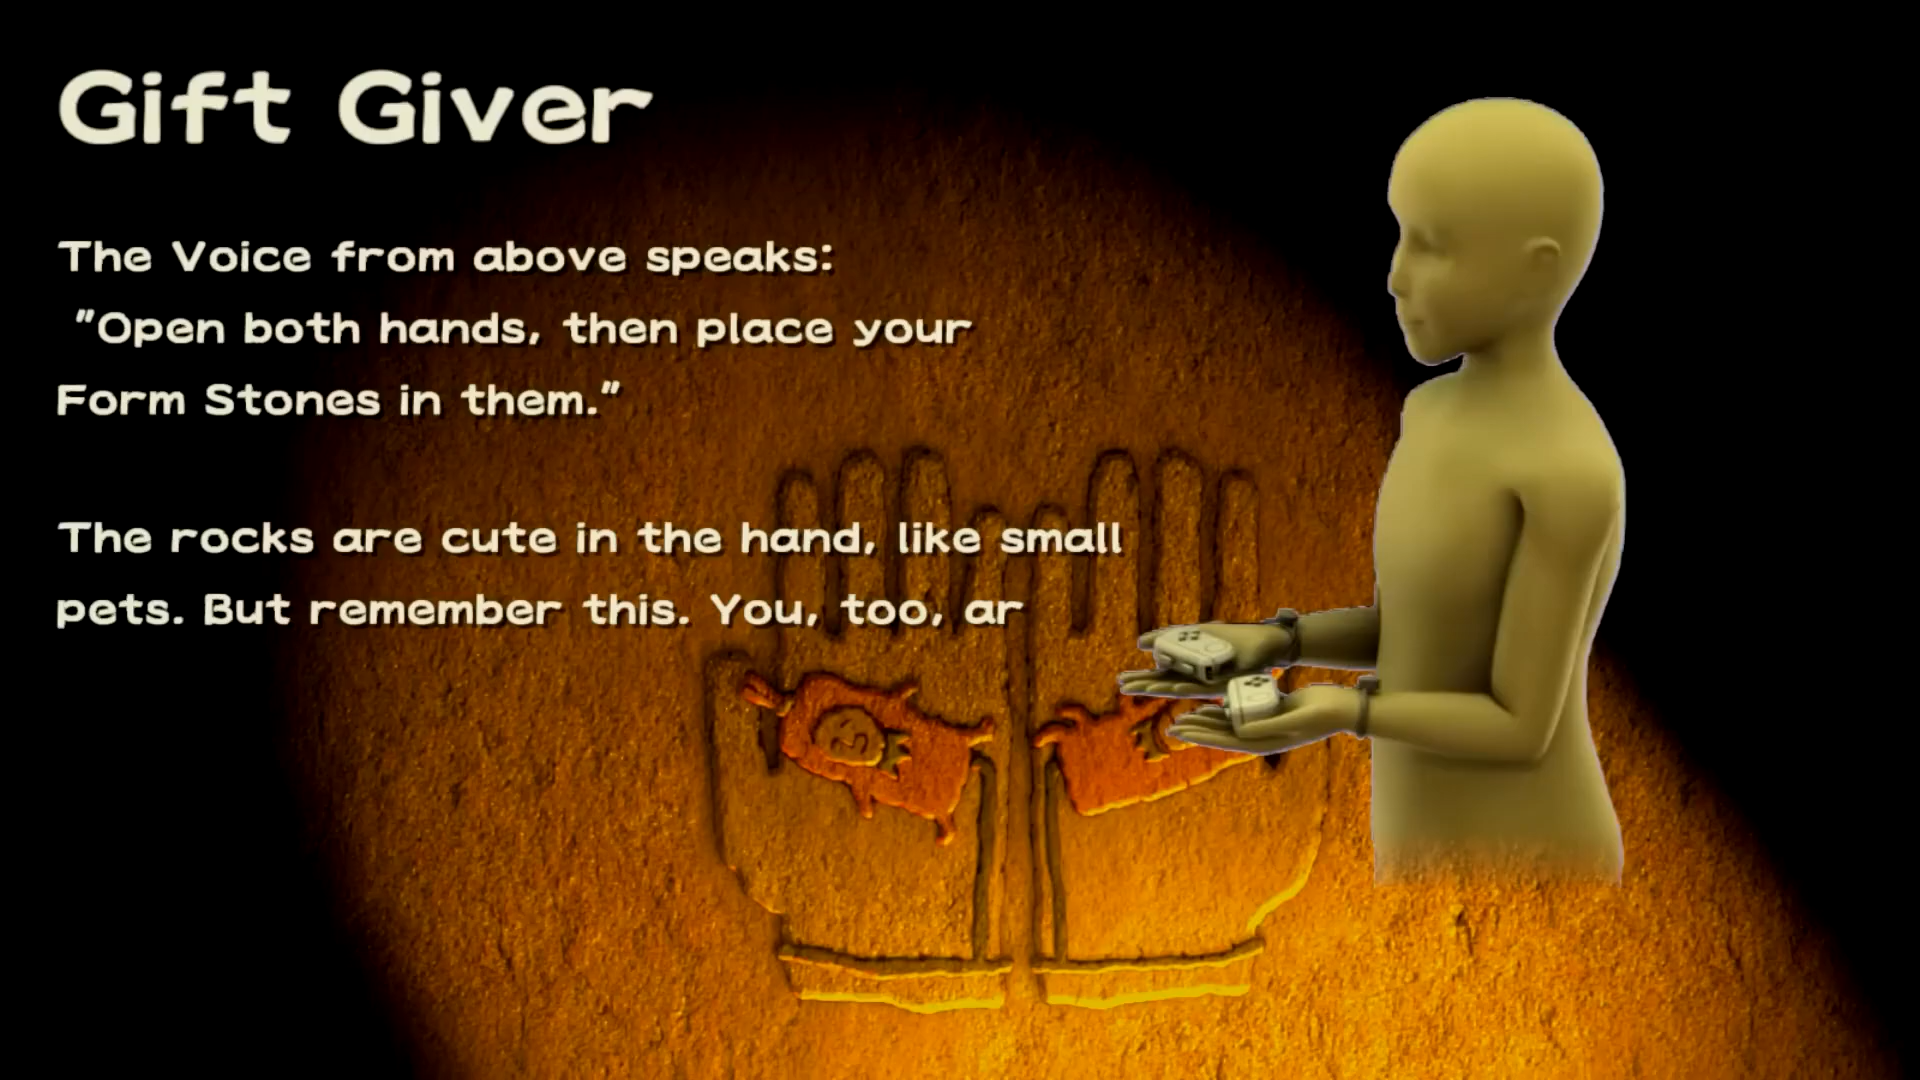 Gift Giver
The Voice from above speaks:
"Open both hands, then place your
Form Stones in them."
The rocks are cute in the hand, like small
pets. But remember this. You, too, ar